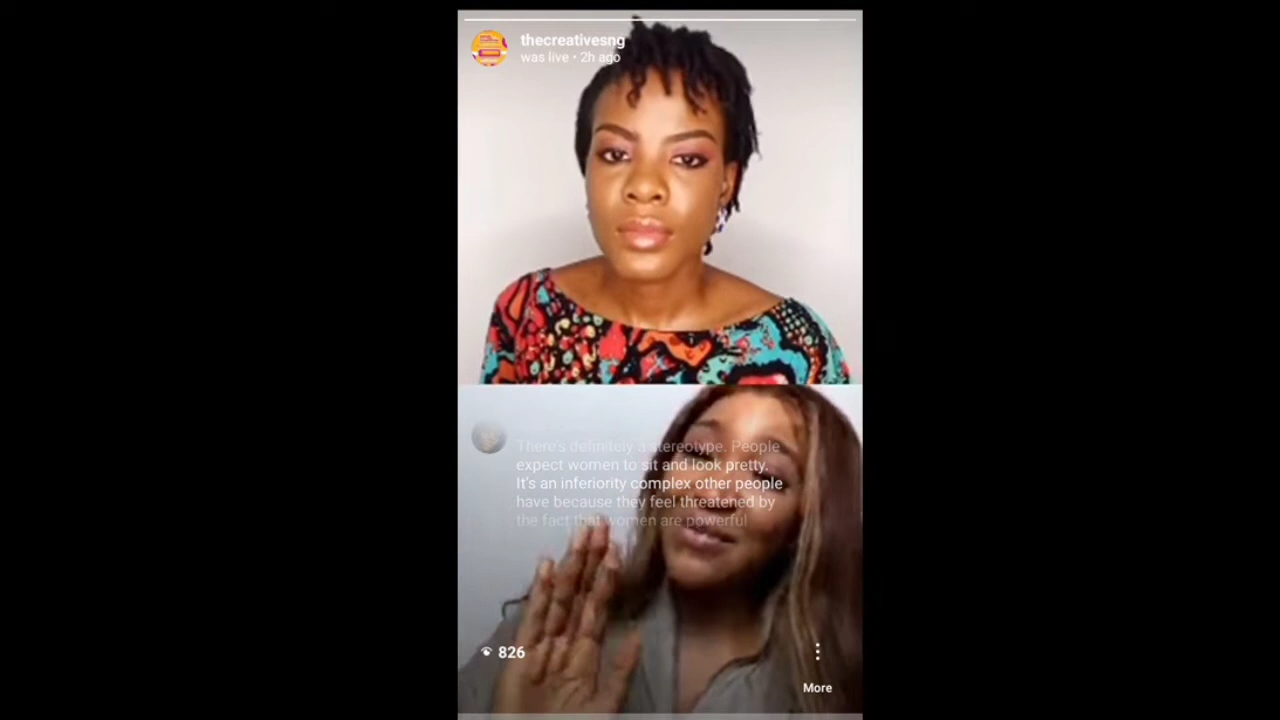 thecreativesng
was live • 2h ago
There's definitely a stereotype. People
expect women to sit and look pretty.
It's an inferiority complex other people
have because they feel threatened by
the fact that women are powerful
826
More